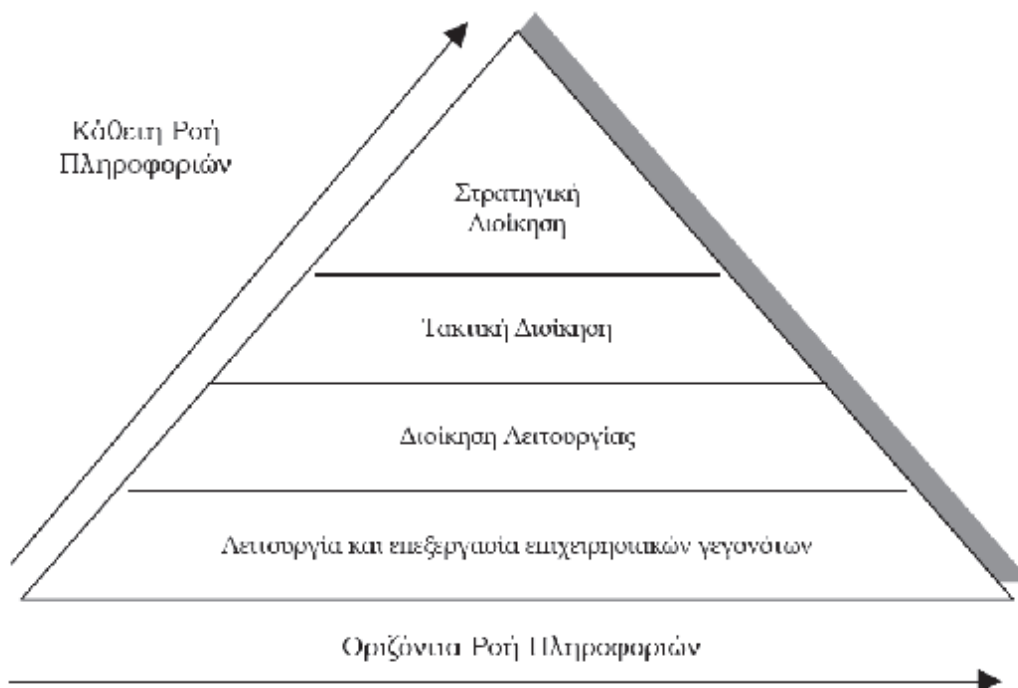 Κάθετη Ροή
Πληροφοριών
Στρατηγική
Διοίκηση
Τακτική Διοίκηση
Διοίκηση Λειτουργίας
Λειτουργία και επεξεργασία επιχειρησιακών γεγονότων
Οριζόντια Ροή Πληροφοριών